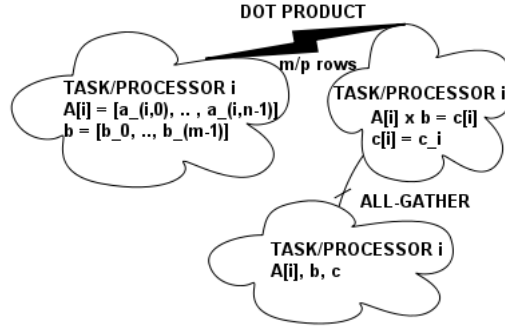 DOT PRODUCT
m/p rows
TASK/PROCESSOR i
A[i] = [a_(i,0), .. , a_(i,n-1)]
b = [b_0, .., b_(m-1)]
TASK/PROCESSOR i
A[i] x b = c[i]
c[i] = c_i
ALL-GATHER
TASK/PROCESSOR i
A[i], b, c